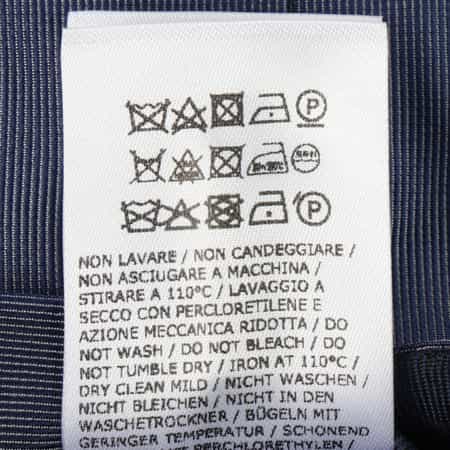 P
P
NON LAVARE / NON CANDEGGIARE /
NON ASCIUGARE A MACCHINA /
STIRARE A 110°C / LAVAGGIO A
SECCO CON PERCLORETILENE E
AZIONE MECCANICA RIDOTTA / DO
NOT WASH / DO NOT BLEACH / DO
NOT TUMBLE DRY / IRON AT 110°C /
DRY CLEAN MILD / NICHT WASCHEN /
NICHT BLEICHEN / NICHT IN DEN
WASCHETROCKNER / BÜGELN MIT
GERINGER TEMPERATUR / SCHONEND
MIT PERCHLORETHYLEN